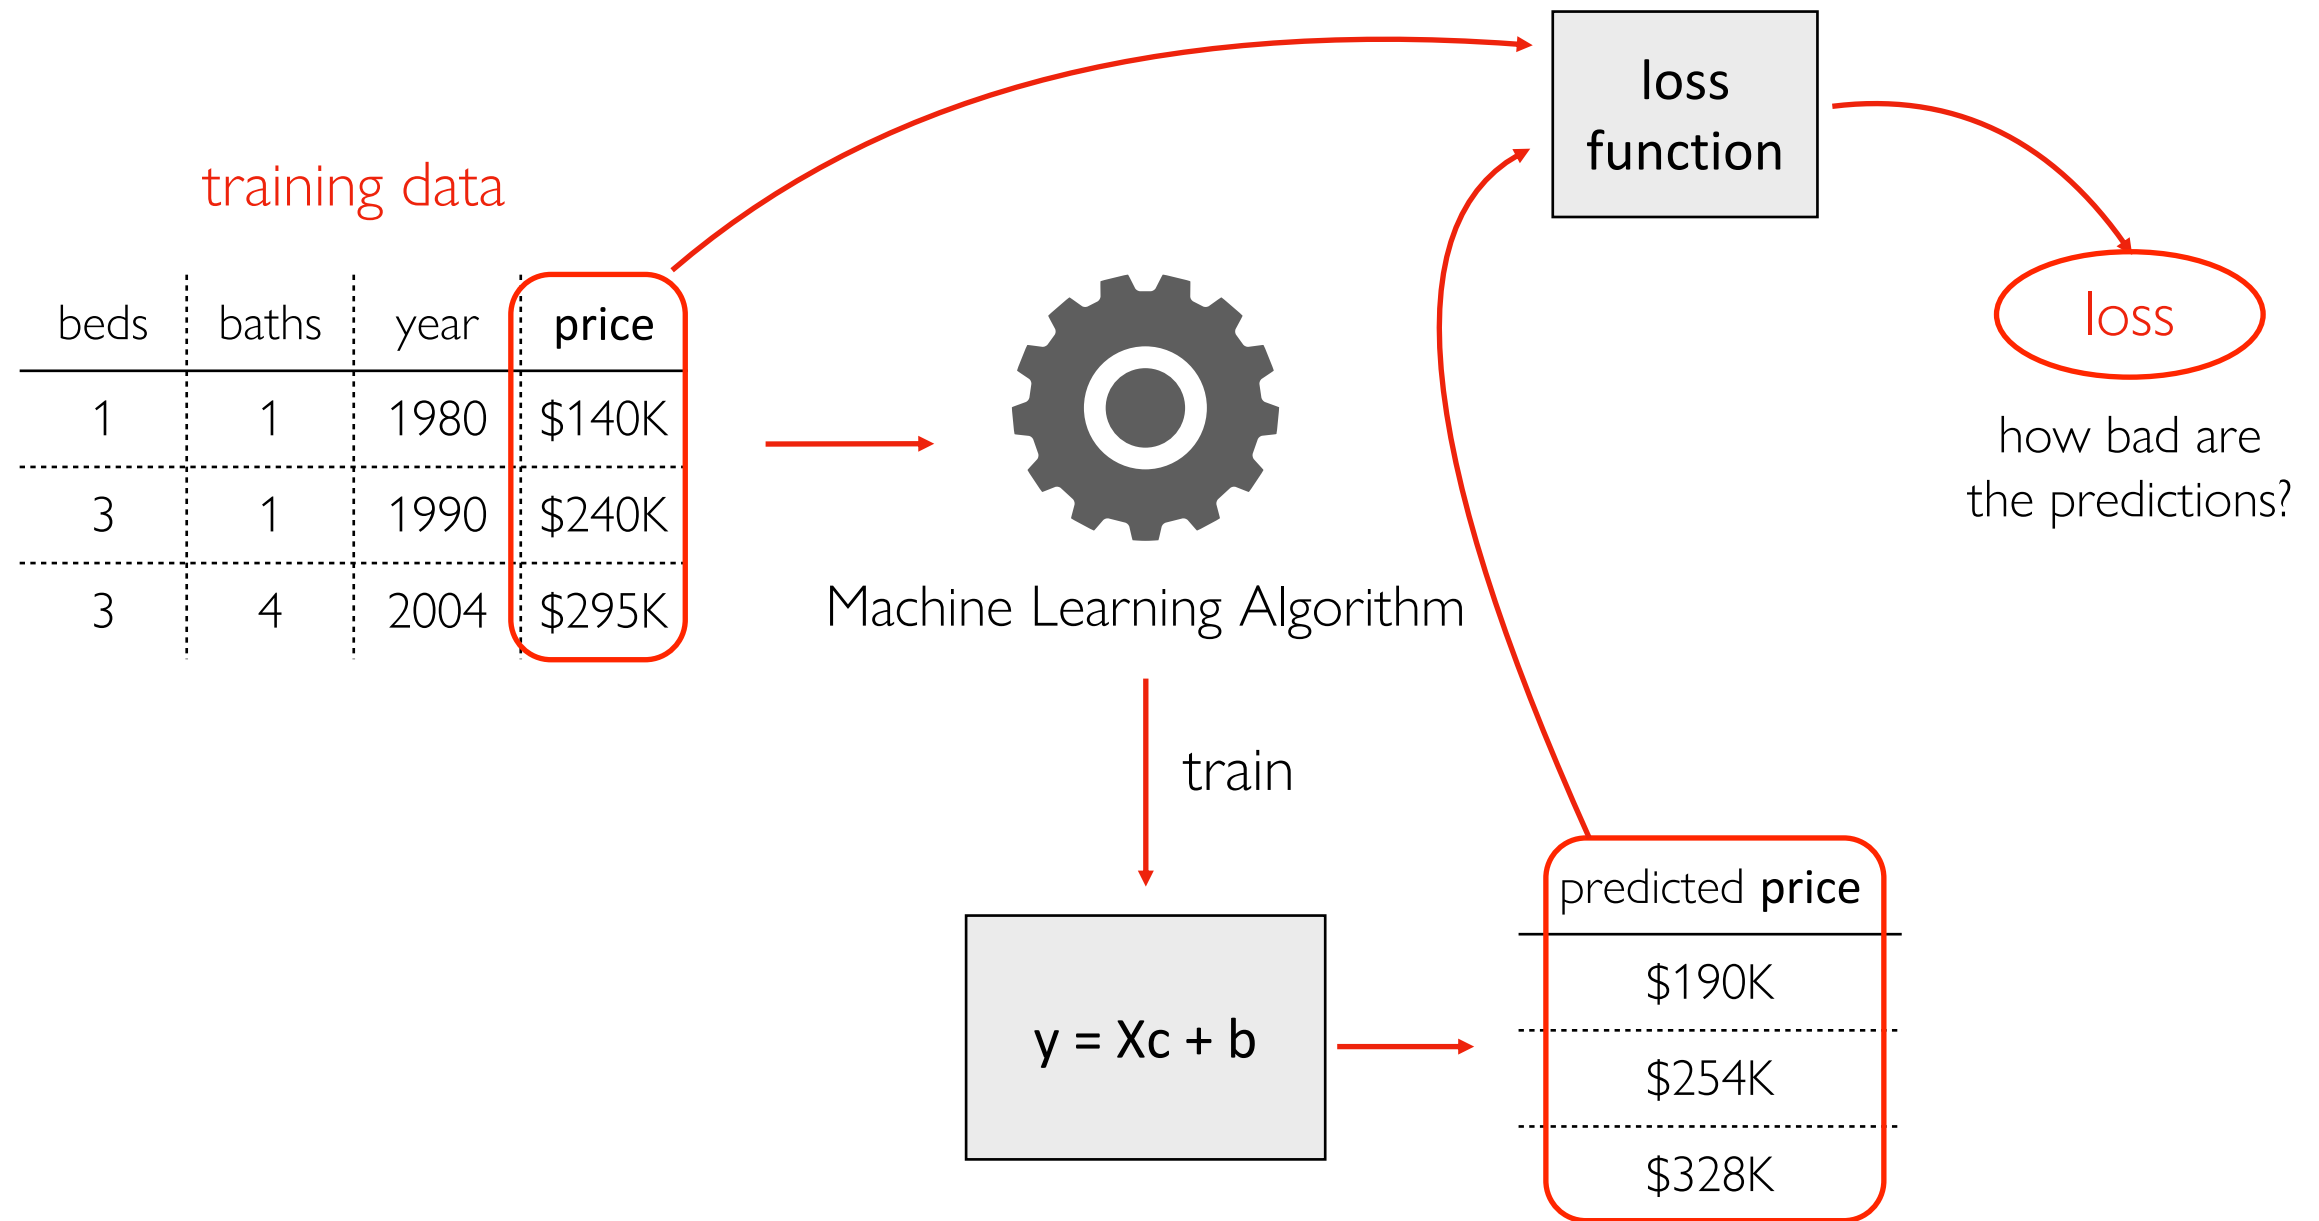 loss
function
training data
loss
beds baths year price
1 1 1980 $140K
3 1 1990 $240K
3 4 2004 $295K
how bad are
the predictions?
Machine Learning Algorithm
train
y = Xc + b
predicted price
$190K
$254K
$328K